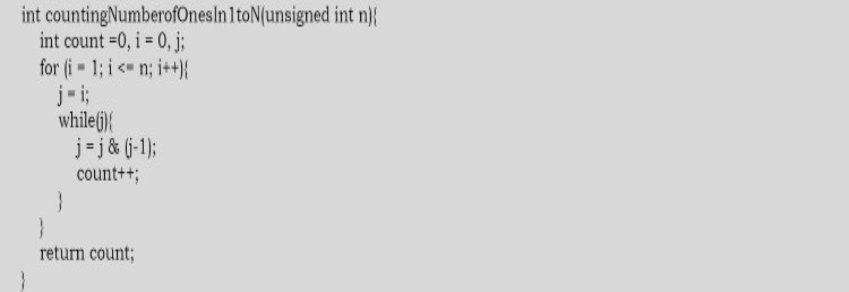 int countingNumberofOnesIn1toN(unsigned int n){
int count =0, i = 0, j;
for (i = 1; i <= n; i++){
j = i;
while(j){
j = j & (j-1);
count++;
}
}
return count;
}